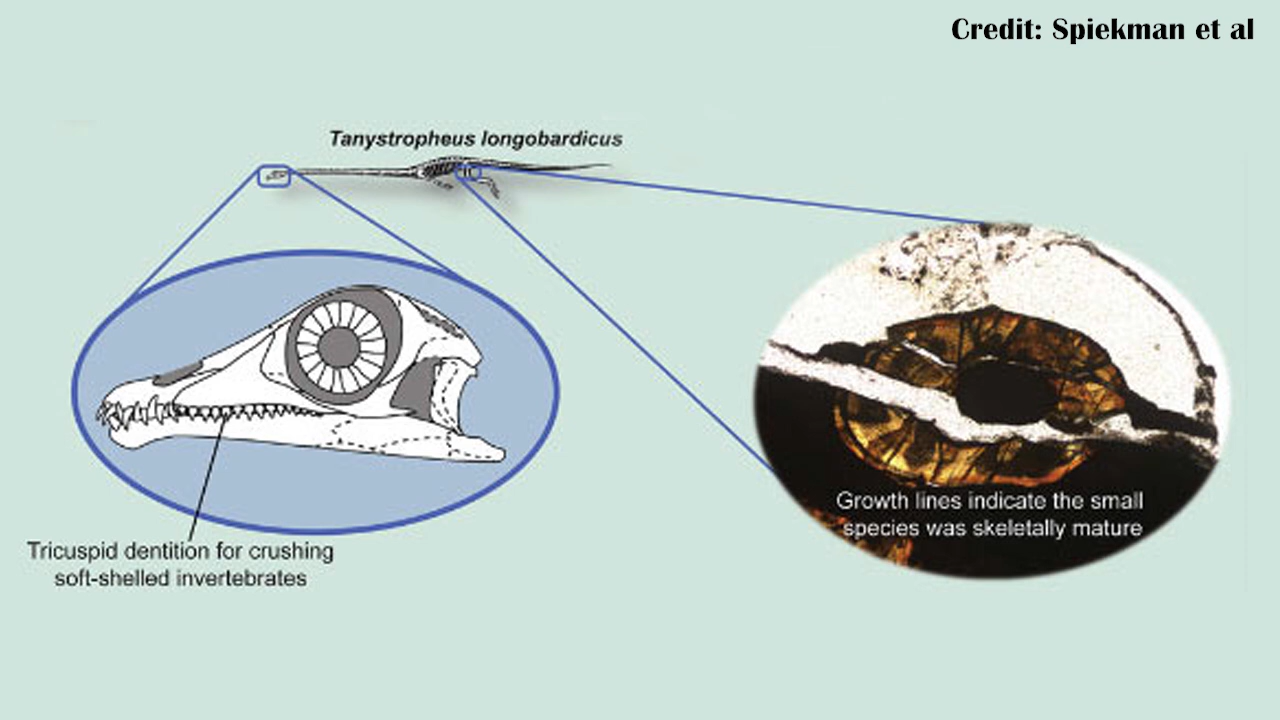 Credit: Spiekman et al
Tanystropheus longobardicus
Growth lines indicate the small
species was skeletally mature
Tricuspid dentition for crushing
soft-shelled invertebrates